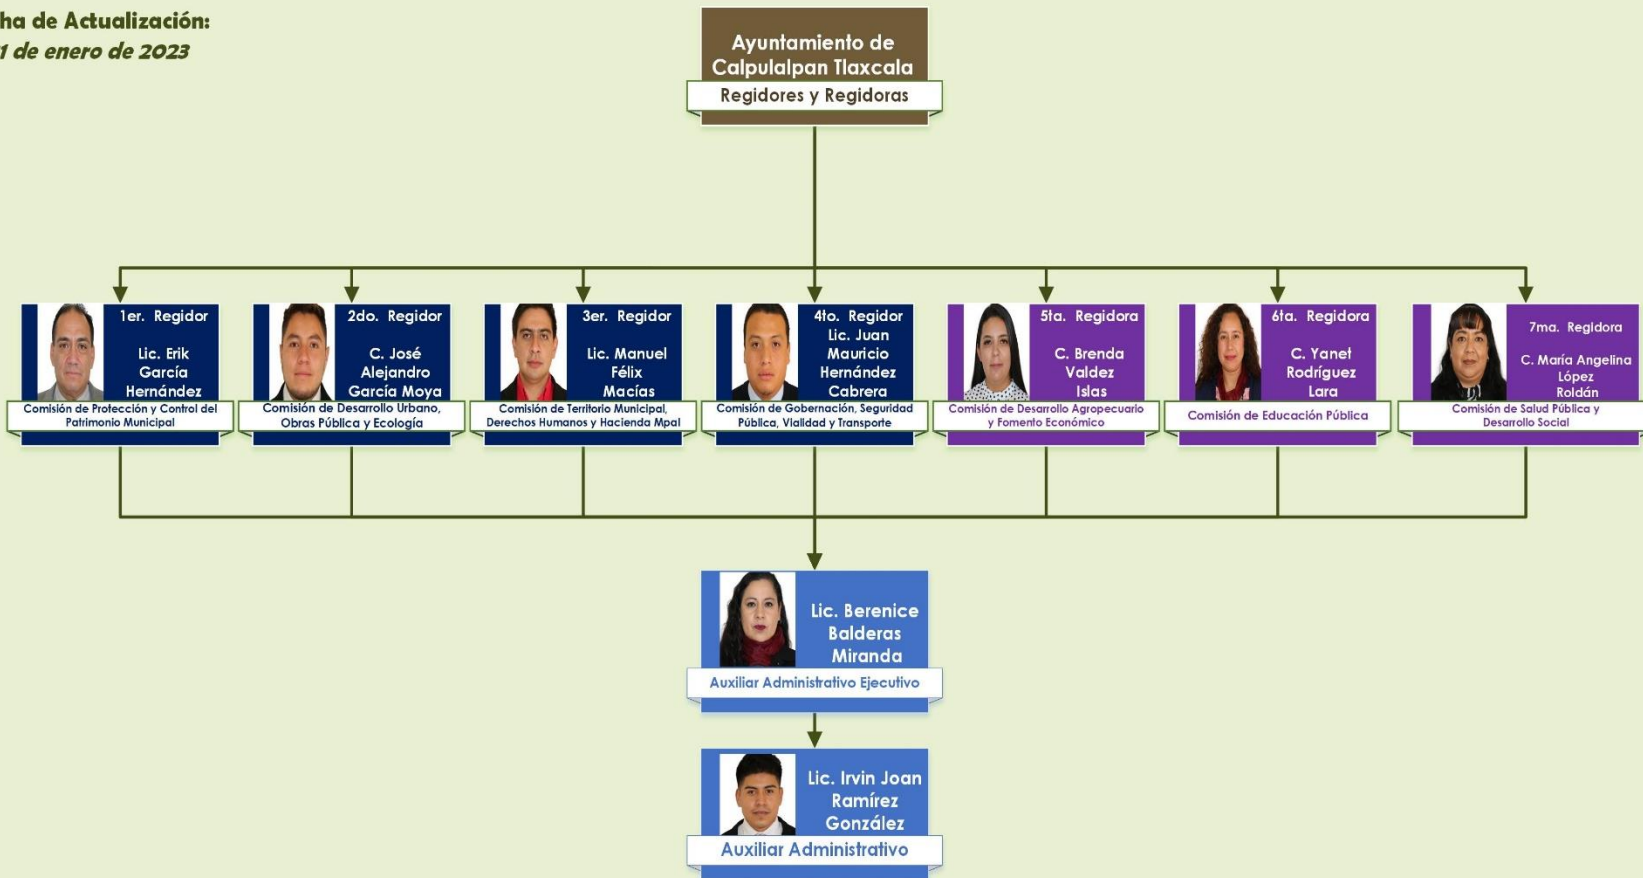 ha de Actualización:
1 de enero de 2023
Ayuntamiento de
Calpulalpan Tlaxcala
Regidores y Regidoras
1er. Regidor
Lic. Erik
García
Hernández
Comisión de Protección y Control del
Patrimonio Municipal
2do. Regidor
C. José
Alejandro
García Moya
Comisión de Desarrollo Urbano,
Obras Pública y Ecología
3er. Regidor
Lic. Manuel
Félix
Macías
Comisión de Territorio Municipal,
Derechos Humanos y Hacienda Mpal
4to. Regidor
Lic. Juan
Mauricio
Hernández
Cabrera
Comisión de Gobernación, Seguridad
Pública, Vialidad y Transporte
5ta. Regidora
C. Brenda
Valdez
Islas
Comisión de Desarrollo Agropecuario
y Fomento Económico
6ta. Regidora
C. Yanet
Rodríguez
Lara
Comisión de Educación Pública
7ma. Regidora
C. María Angelina
López
Roldán
Comisión de Salud Pública y
Desarrollo Social
Lic. Berenice
Balderas
Miranda
Auxiliar Administrativo Ejecutivo
Lic. Irvin Joan
Ramírez
González
Auxiliar Administrativo